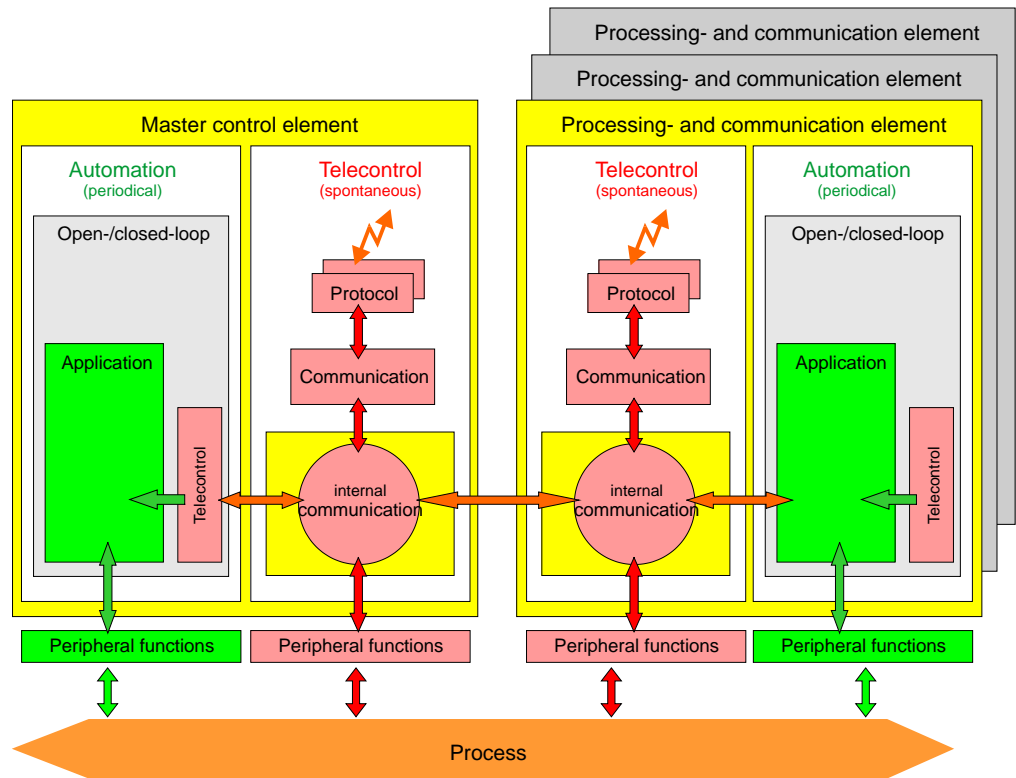 Processing- and communication element
Processing- and communication element
Master control element
Processing- and communication element
Automation
(periodical)
Telecontrol
(spontaneous)
Telecontrol
(spontaneous)
Automation
(periodical)
Open-/closed-loop
Open-/closed-loop
Protocol
Protocol
Application
Communication
Communication
Application
Telecontrol
internal
communication
internal
communication
Telecontrol
Peripheral functions
Peripheral functions
Peripheral functions
Peripheral functions
Process